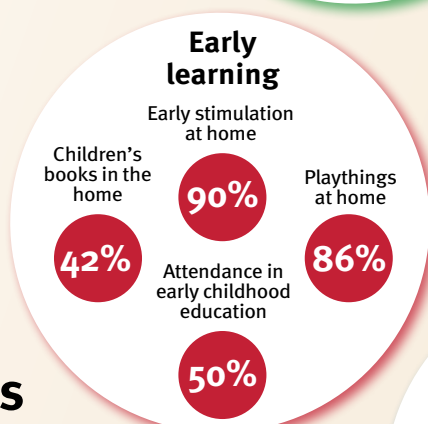 Early
learning
Early stimulation
at home
90%
Children's
books in the
home
42%
Playthings
at home
86%
Attendance in
early childhood
education
50%
s